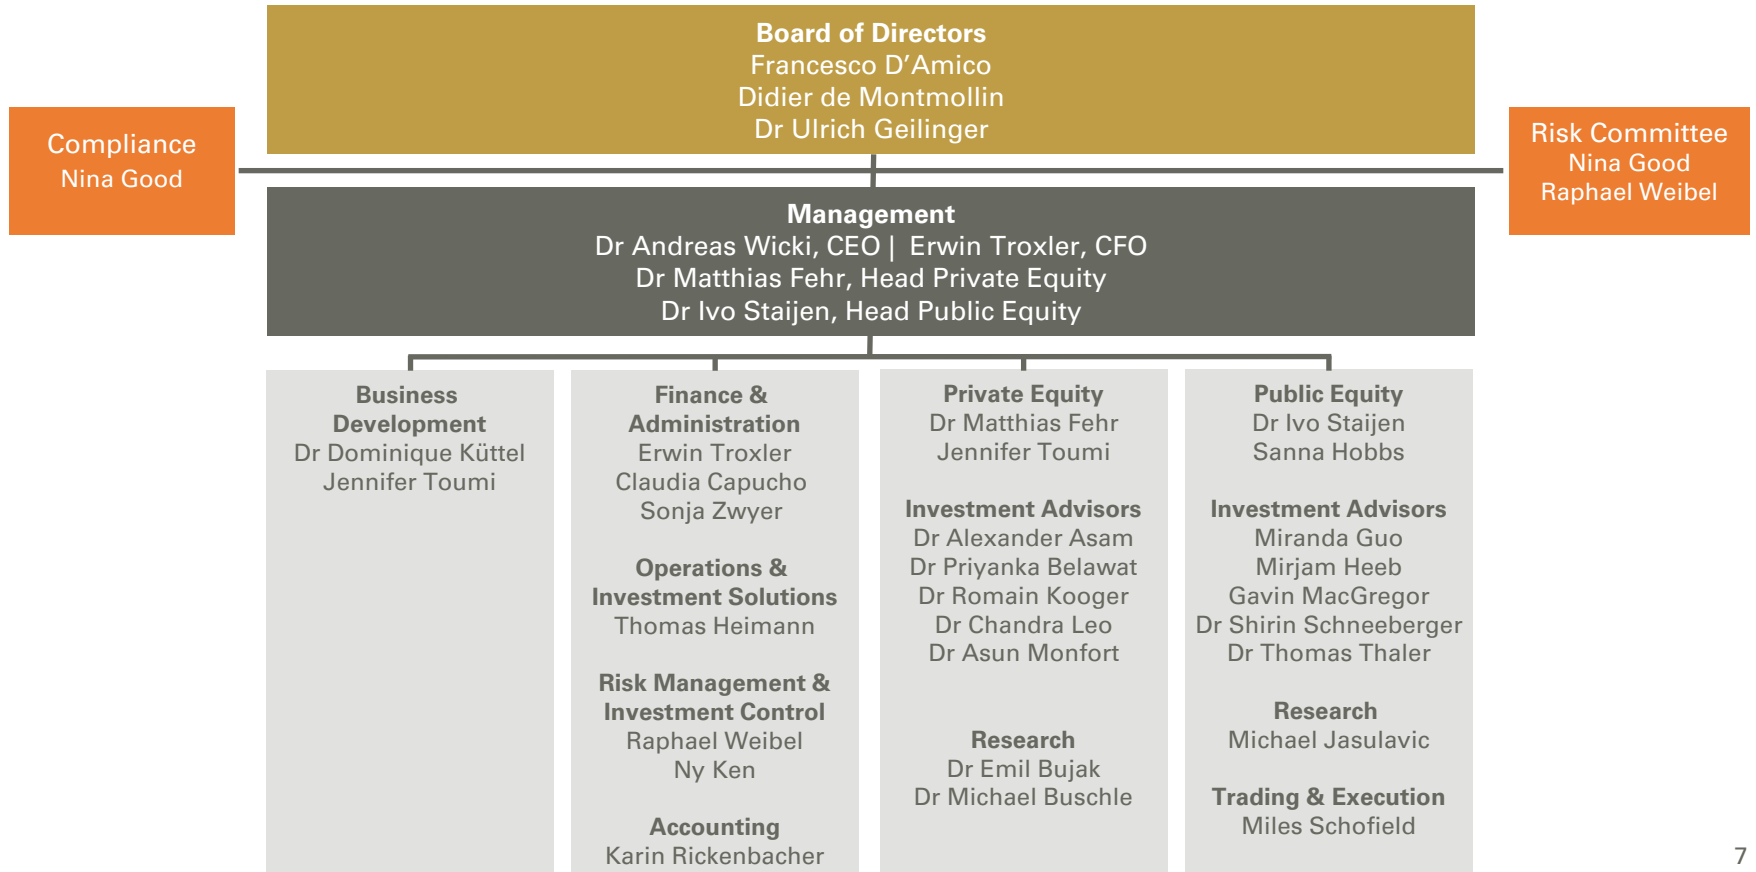 Board of Directors
Francesco D’Amico
Didier de Montmollin
Dr Ulrich Geilinger
Compliance
Nina Good
Risk Committee
Nina Good
Raphael Weibel
Management
Dr Andreas Wicki, CEO | Erwin Troxler, CFO
Dr Matthias Fehr, Head Private Equity
Dr Ivo Staijen, Head Public Equity
Business
Development
Dr Dominique Küttel
Jennifer Toumi
Finance &
Administration
Erwin Troxler
Claudia Capucho
Sonja Zwyer
Operations &
Investment Solutions
Thomas Heimann
Risk Management &
Investment Control
Raphael Weibel
Ny Ken
Accounting
Karin Rickenbacher
Private Equity
Dr Matthias Fehr
Jennifer Toumi
Investment Advisors
Dr Alexander Asam
Dr Priyanka Belawat
Dr Romain Kooger
Dr Chandra Leo
Dr Asun Monfort
Research
Dr Emil Bujak
Dr Michael Buschle
Public Equity
Dr Ivo Staijen
Sanna Hobbs
Investment Advisors
Miranda Guo
Mirjam Heeb
Gavin MacGregor
Dr Shirin Schneeberger
Dr Thomas Thaler
Research
Michael Jasulavic
Trading & Execution
Miles Schofield
7